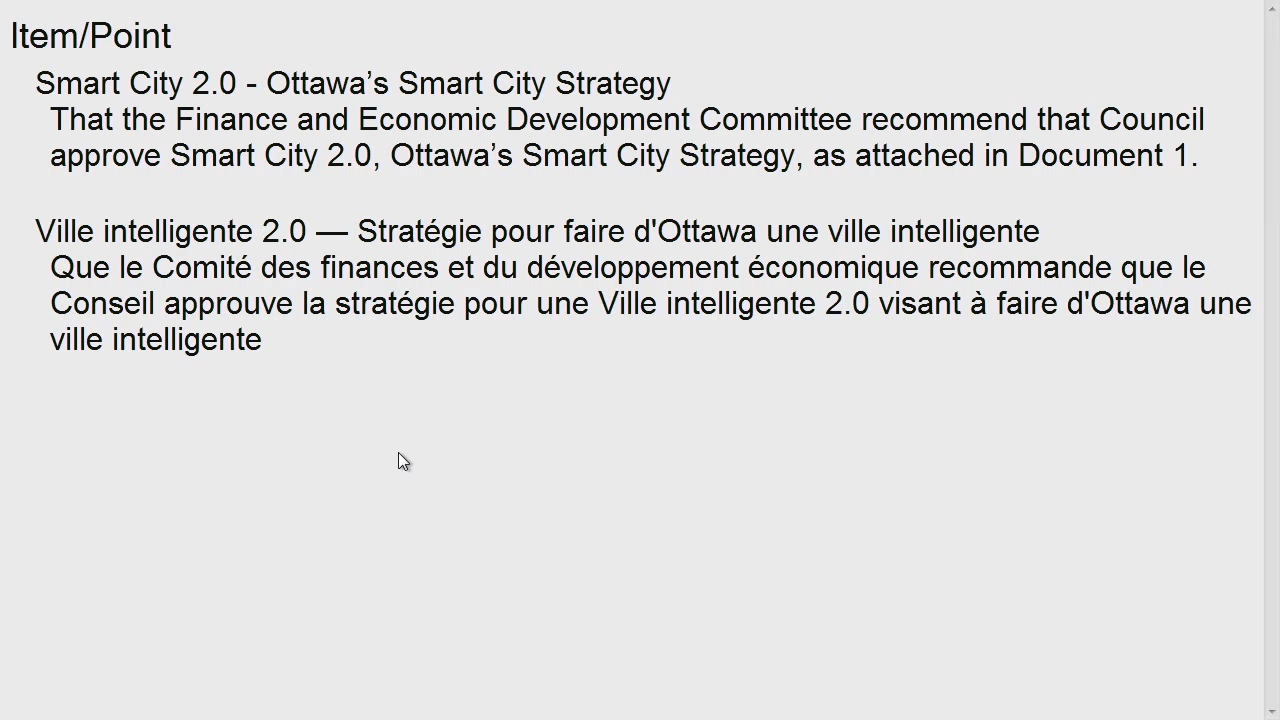 Item/Point
Smart City 2.0 - Ottawa’s Smart City Strategy
That the Finance and Economic Development Committee recommend that Council
approve Smart City 2.0, Ottawa’s Smart City Strategy, as attached in Document 1.
Ville intelligente 2.0 — Stratégie pour faire d'Ottawa une ville intelligente
Que le Comité des finances et du développement économique recommande que le
Conseil approuve la stratégie pour une Ville intelligente 2.0 visant à faire d'Ottawa une
ville intelligente